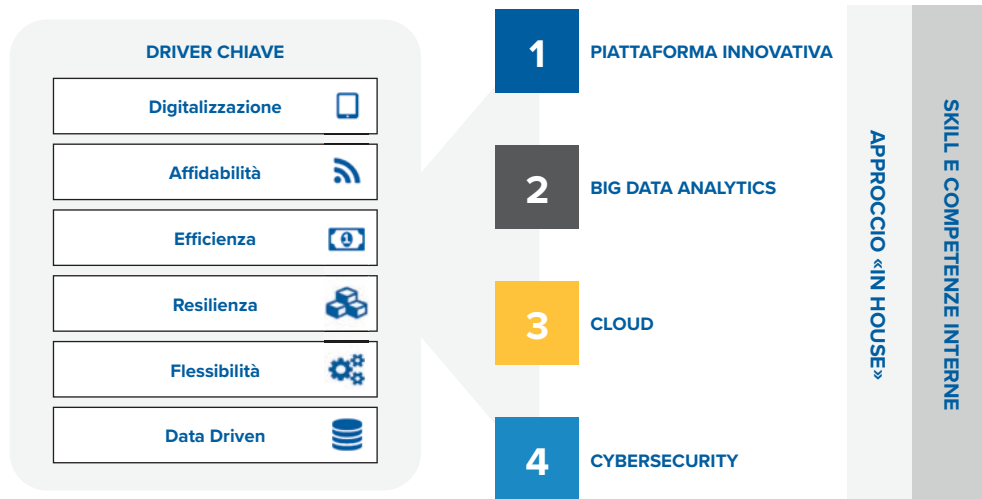 DRIVER CHIAVE
Digitalizzazione
Affidabilità
Efficienza
Resilienza
Flessibilità
Data Driven
1
PIATTAFORMA INNOVATIVA
2
BIG DATA ANALYTICS
3
CLOUD
4
CYBERSECURITY
APPROCCIO «IN HOUSE»
SKILL E COMPETENZE INTERNE